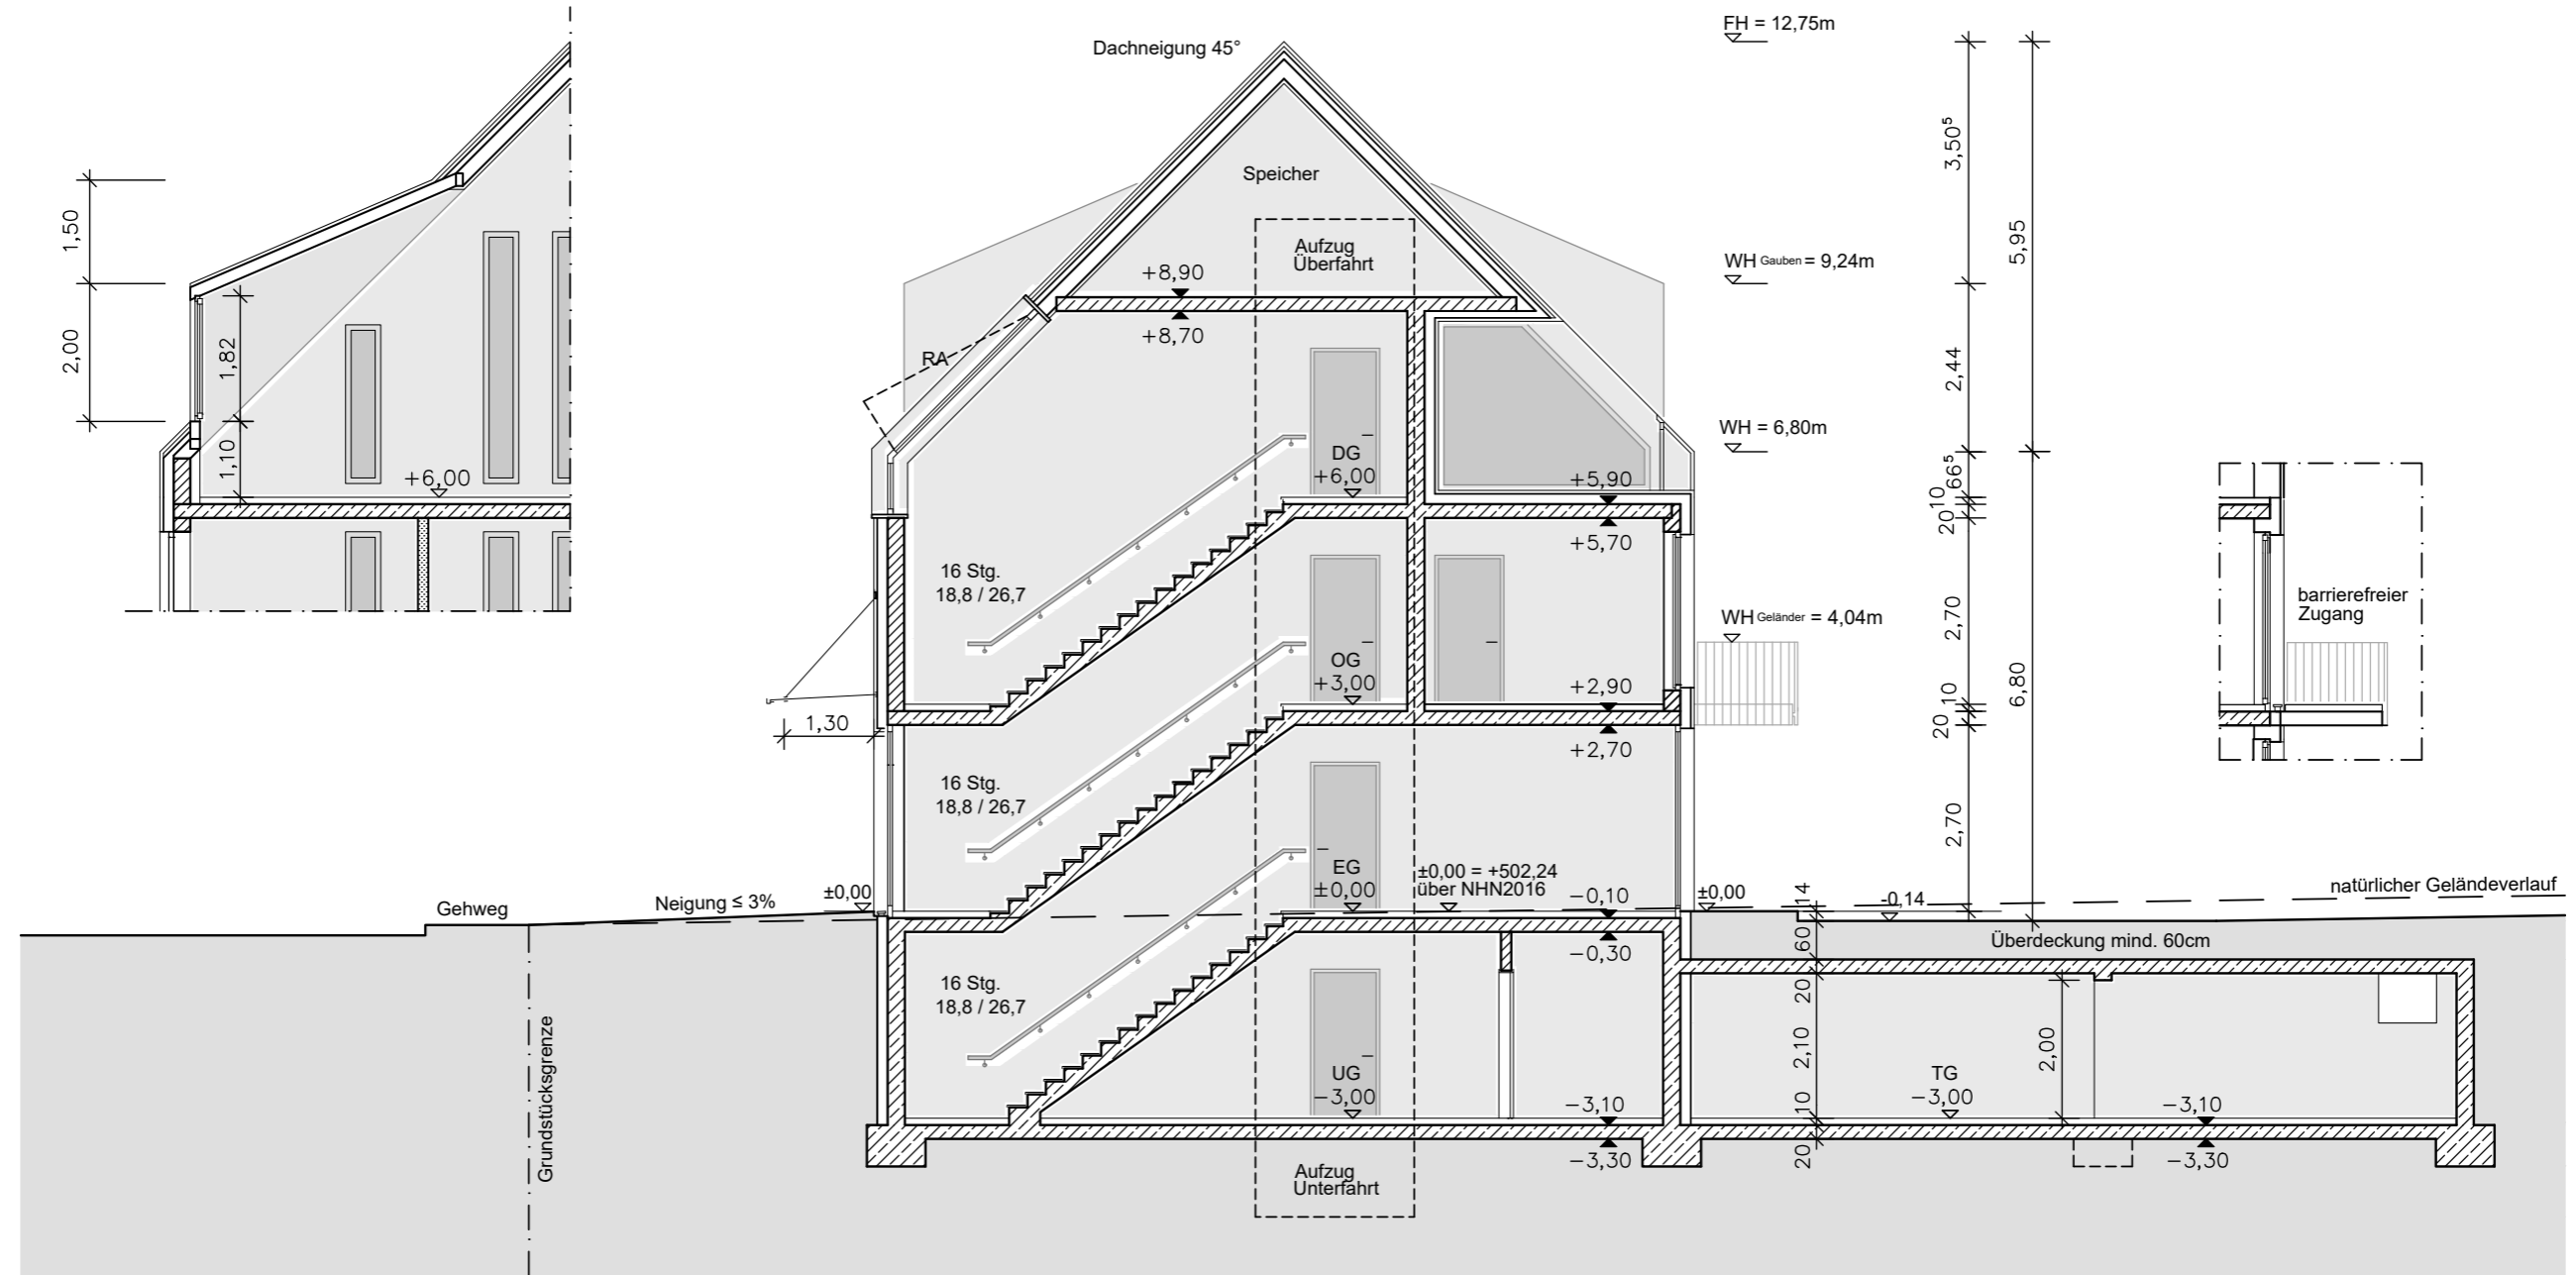 FH = 12,75m
Dachneigung 45°
3,50⁵
Speicher
1,50
5,95
Aufzug
Überfahrt
WH Gauben = 9,24m
+8,90
+8,70
2,00
1,82
RA
2,44
WH = 6,80m
1,10
+6,00
DG
+6,00
+5,90
66⁵
10
20
+5,70
16 Stg.
18,8 / 26,7
barrierefreier
Zugang
WH Geländer = 4,04m
2,70
OG
+3,00
+2,90
6,80
10
20
1,30
+2,70
16 Stg.
18,8 / 26,7
2,70
EG
±0,00
±0,00 = +502,24
über NHN2016
natürlicher Geländeverlauf
±0,00
−0,10
±0,00
14
-0,14
Gehweg
Neigung ≤ 3%
60
Überdeckung mind. 60cm
−0,30
16 Stg.
18,8 / 26,7
20
2,10
2,00
Grundstücksgrenze
UG
−3,00
TG
−3,00
−3,10
10
−3,10
20
−3,30
−3,30
Aufzug
Unterfahrt